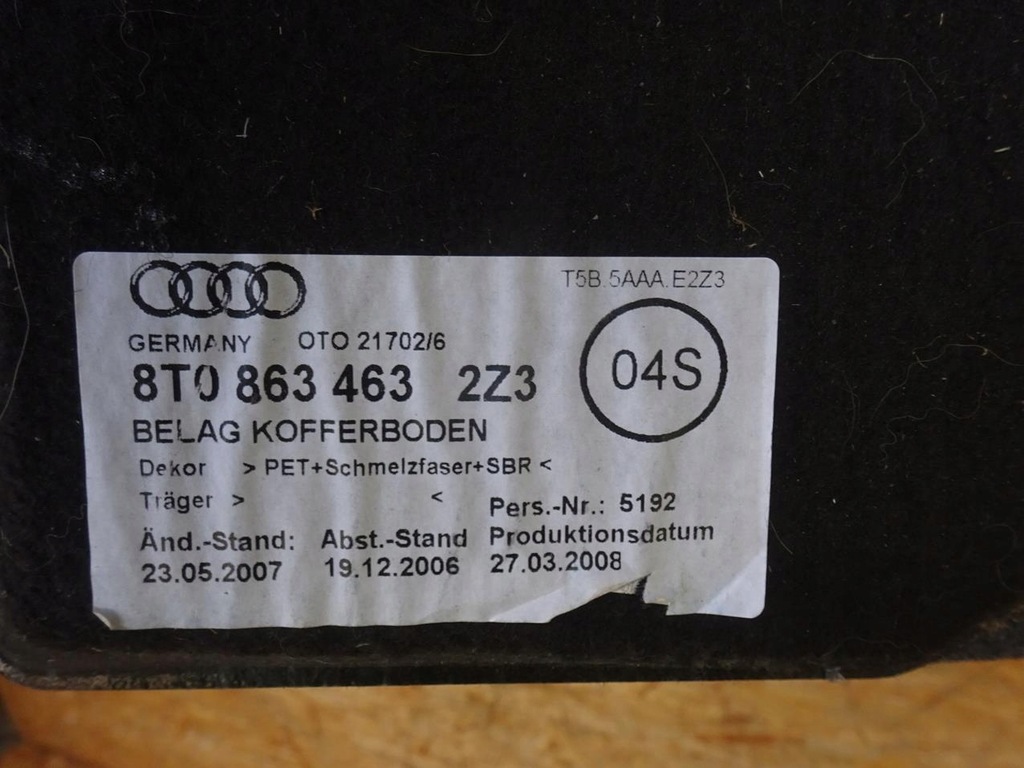 T5B.5AAA.E2Z3
GERMANY OTO 21702/6
04S
8T0 863 463 2Z3
BELAG KOFFERBODEN
Dekor > PET+Schmelzfaser+SBR <
Träger > <
Pers.-Nr.: 5192
Änd.-Stand: Abst.-Stand Produktionsdatum
23.05.2007 19.12.2006 27.03.2008